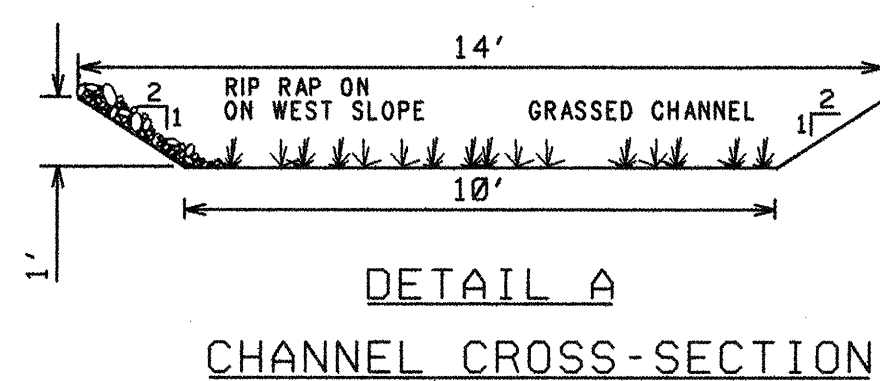 14'
RIP RAP ON
ON WEST SLOPE
GRASSED CHANNEL
2
1
2
1
10'
1'
DETAIL A
CHANNEL CROSS-SECTION